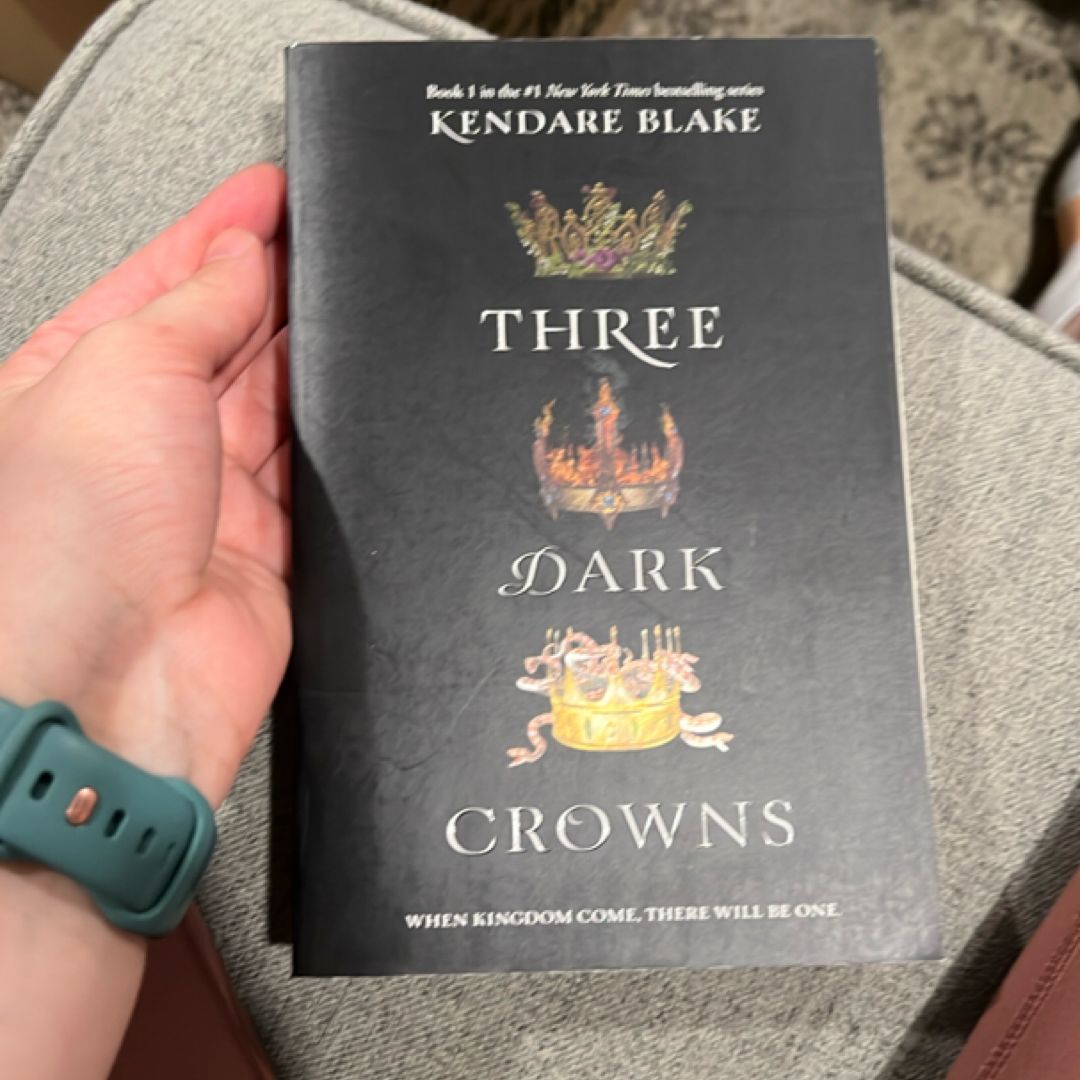 Book 1 in the #1 New York Times bestselling series
KENDARE BLAKE
THREE
DARK
CROWNS
WHEN KINGDOM COME, THERE WILL BE ONE.